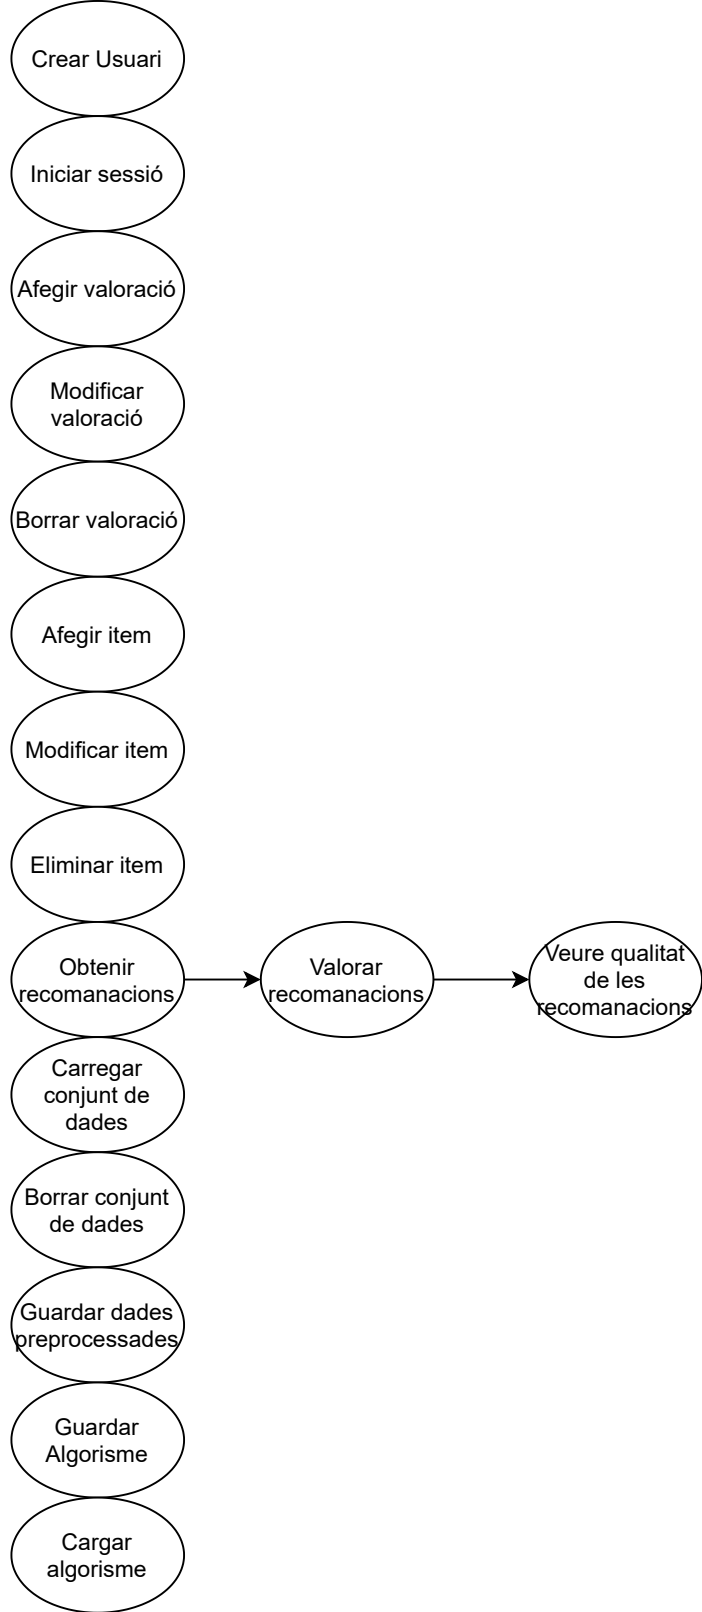 Crear Usuari
Iniciar sessió
Afegir valoració
Modificar
valoració
Borrar valoració
Afegir item
Modificar item
Eliminar item
Obtenir
recomanacions
Valorar
recomanacions
Veure qualitat
de les
recomanacions
Carregar
conjunt de
dades
Borrar conjunt
de dades
Guardar dades
preprocessades
Guardar
Algorisme
Cargar
algorisme